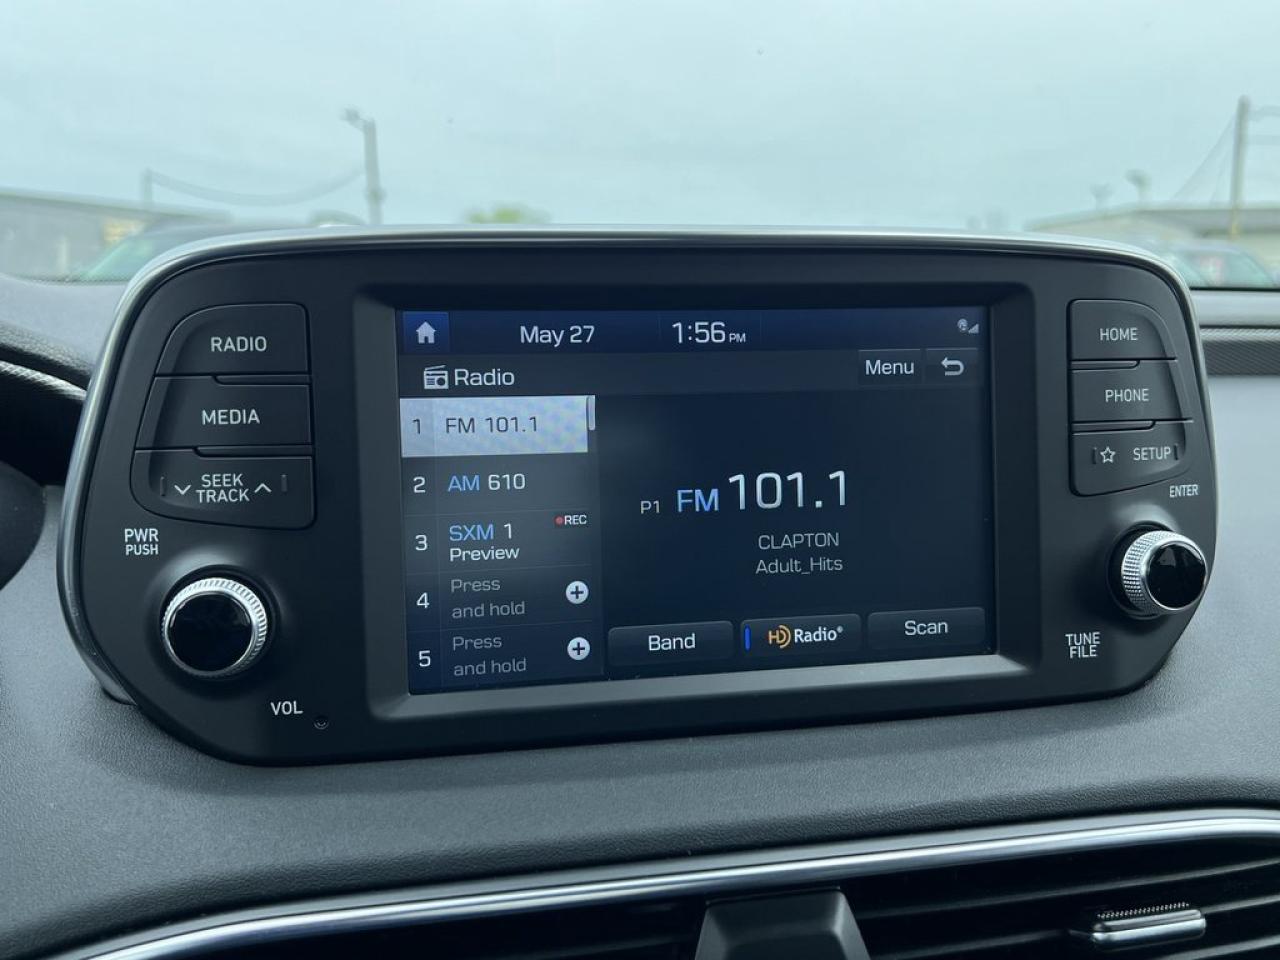 RADIO
MEDIA
SEEK
TRACK
PWR
PUSH
VOL
May 27
1:56 PM
Radio
Menu
1 FM 101.1
2 AM 610
3 SXM 1
Preview
REC
4 Press
and hold
5 Press
and hold
P1 FM 101.1
CLAPTON
Adult_Hits
Band
HD Radio®
Scan
HOME
PHONE
SETUP
ENTER
TUNE
FILE